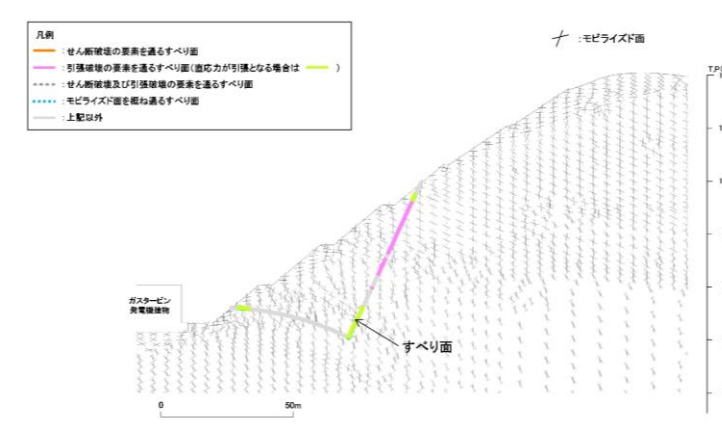 凡例
:せん断破壊の要素を通るすべり面
:引張破壊の要素を通るすべり面(直応力が引張となる場合は )
:せん断破壊及び引張破壊の要素を通るすべり面
:モビライズド面を概ね通るすべり面
:上記以外
:モビライズド面
ガスタービン
発電機建物
すべり面
0 50m